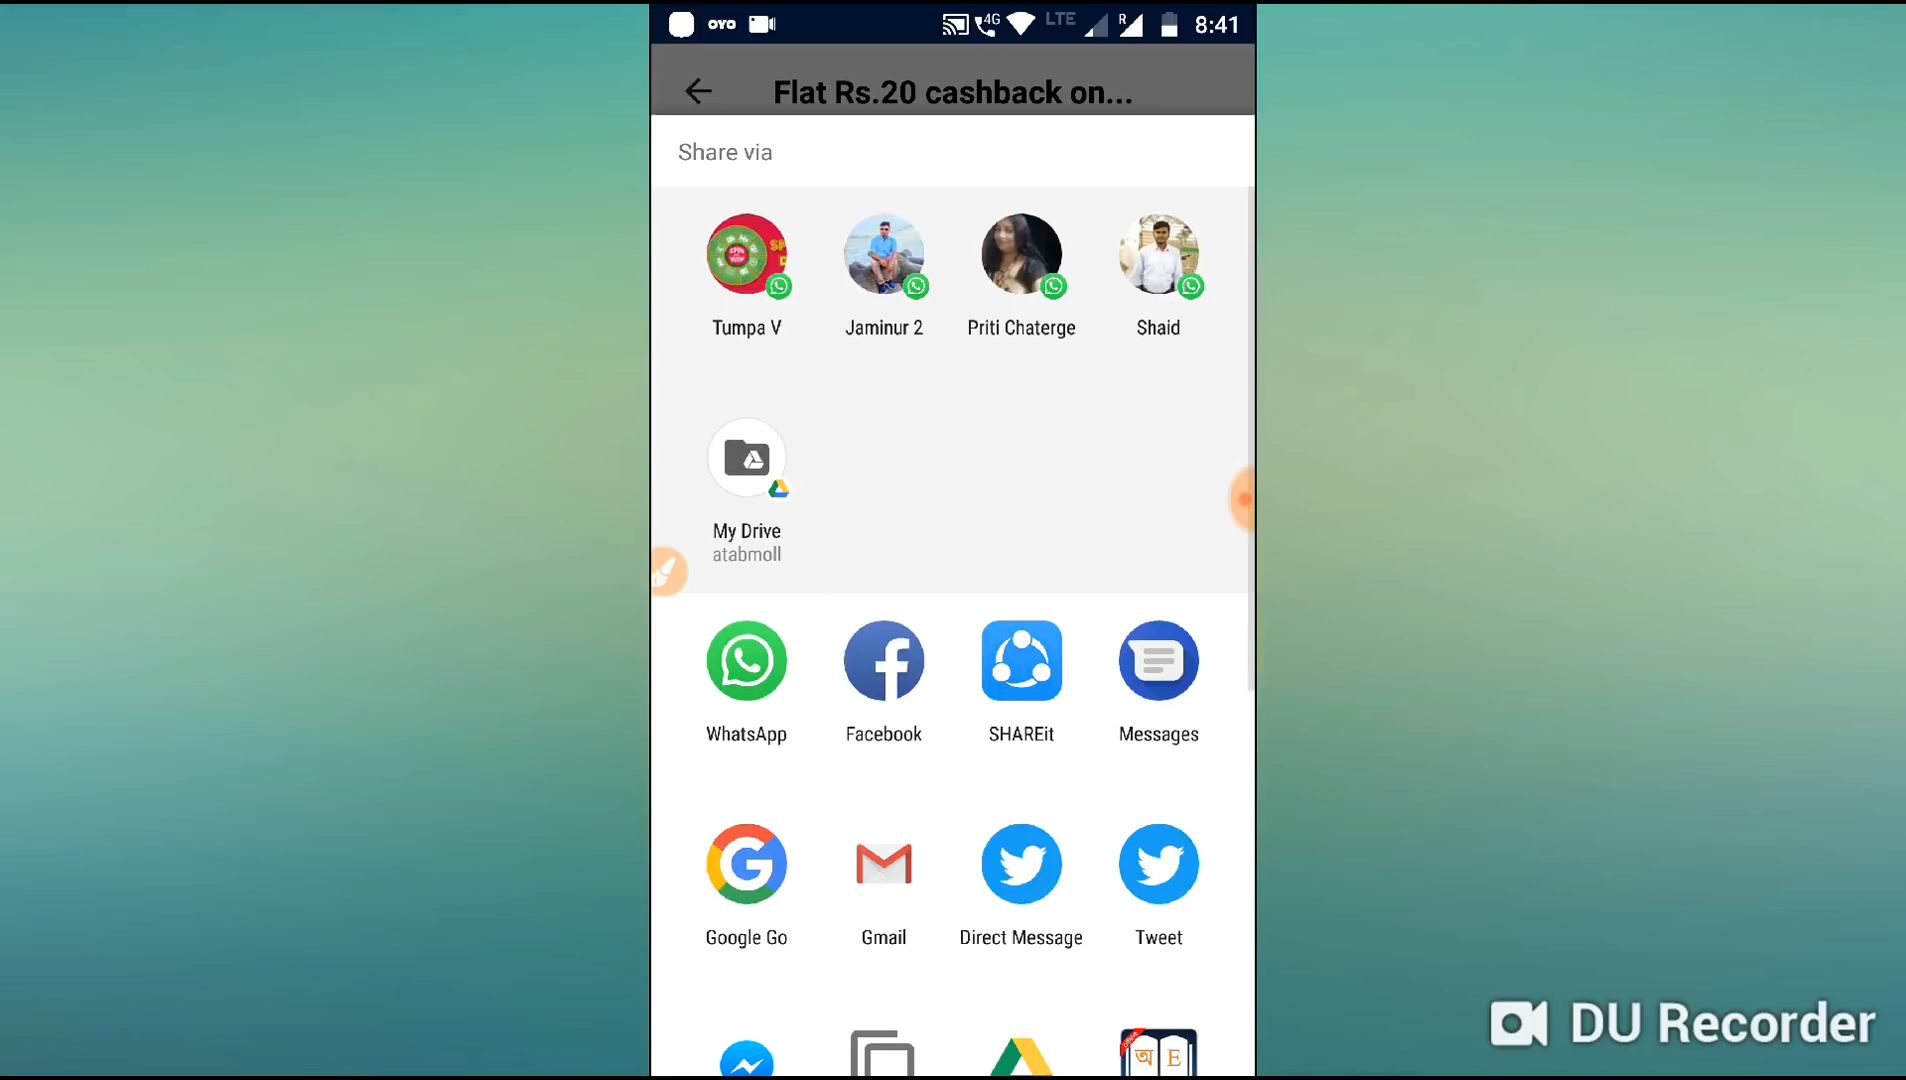 OYO 4G LTE R 8:41
Flat Rs.20 cashback on...
Share via
Tumpa V Jaminur 2 Priti Chaterge Shaid
My Drive
atabmoll
WhatsApp Facebook SHAREit Messages
Google Go Gmail Direct Message Tweet
অ E
DU Recorder